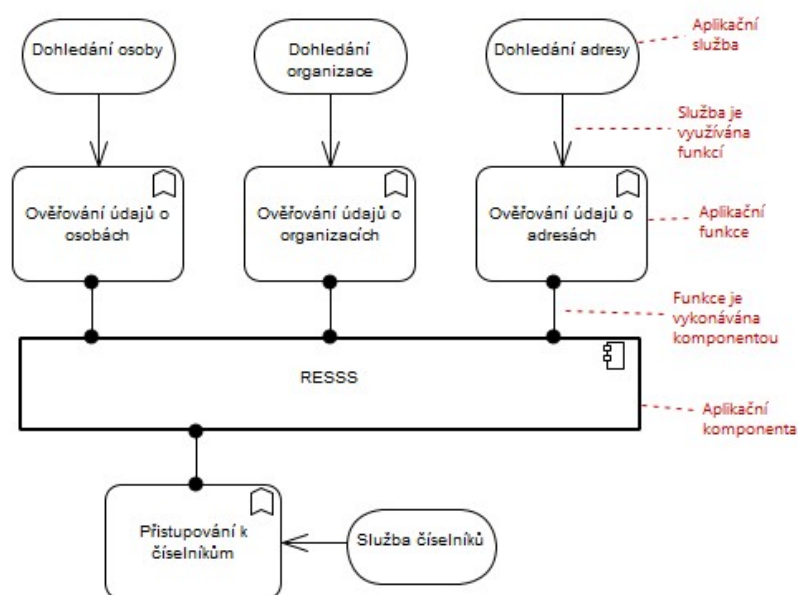 Dohledání osoby
Dohledání
organizace
Dohledání adresy
Aplikační
služba
Služba je
využívána
funkcí
Ověřování údajů o
osobách
Ověřování údajů o
organizacích
Ověřování údajů o
adresách
Aplikační
funkce
Funkce je
vykonávána
komponentou
RESSS
Aplikační
komponenta
Přistupování k
číselníkům
Služba číselníků